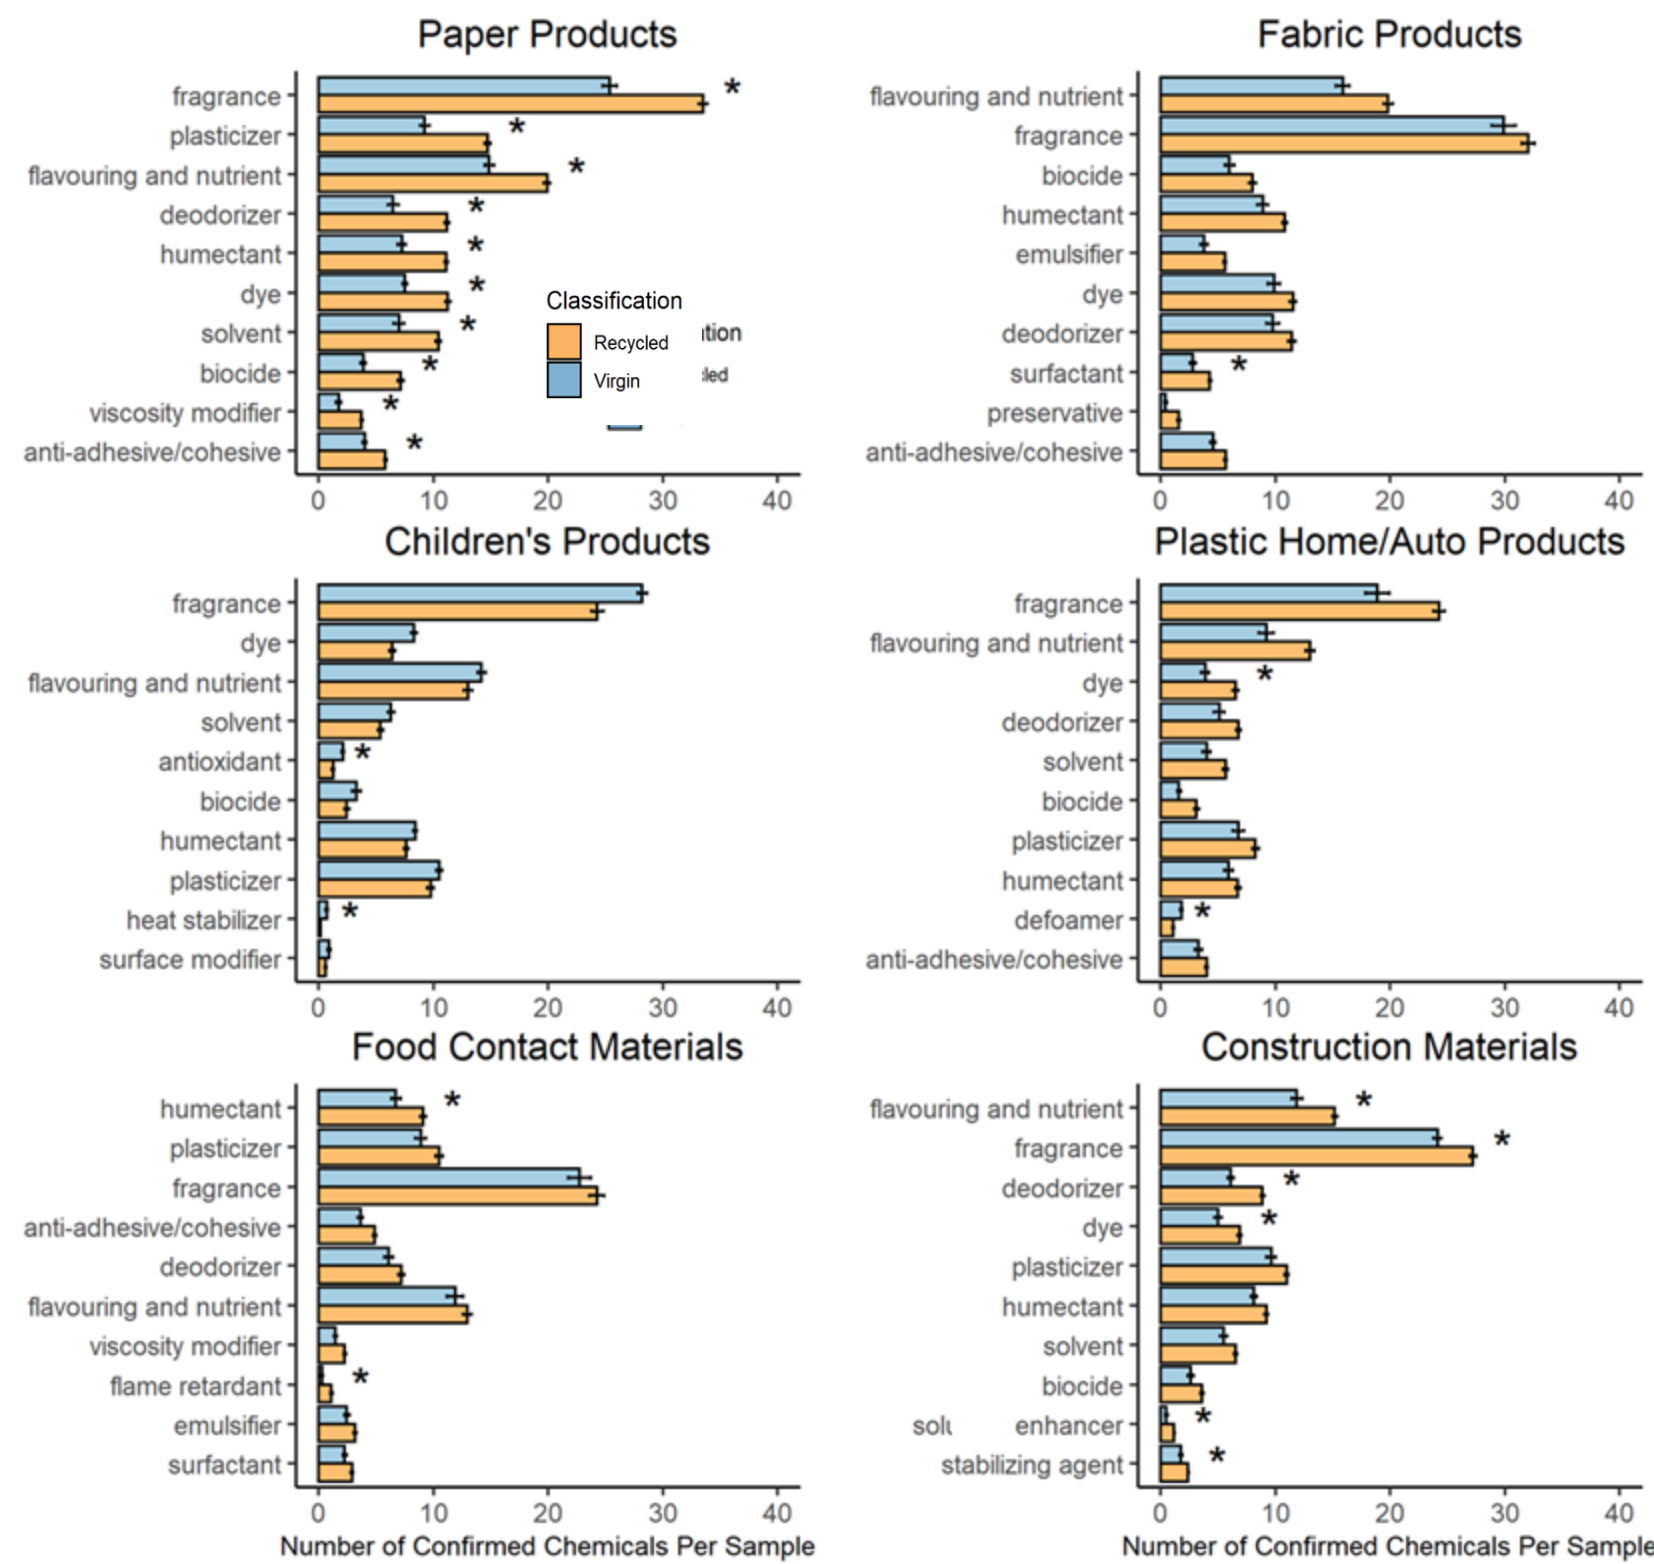 Paper Products
fragrance
*
plasticizer
*
flavouring and nutrient
*
deodorizer
*
humectant
*
dye
*
solvent
*
biocide
*
viscosity modifier
*
anti-adhesive/cohesive
*
Classification
Recycled
Virgin
0 10 20 30 40
Fabric Products
flavouring and nutrient
fragrance
biocide
humectant
emulsifier
dye
deodorizer
surfactant
*
preservative
anti-adhesive/cohesive
0 10 20 30 40
Children's Products
fragrance
dye
flavouring and nutrient
solvent
antioxidant
*
biocide
humectant
plasticizer
heat stabilizer
*
surface modifier
0 10 20 30 40
Plastic Home/Auto Products
fragrance
flavouring and nutrient
dye
*
deodorizer
solvent
biocide
plasticizer
humectant
defoamer
*
anti-adhesive/cohesive
0 10 20 30 40
Food Contact Materials
humectant
*
plasticizer
fragrance
anti-adhesive/cohesive
deodorizer
flavouring and nutrient
viscosity modifier
flame retardant
*
emulsifier
surfactant
0 10 20 30 40
Number of Confirmed Chemicals Per Sample
Construction Materials
flavouring and nutrient
*
fragrance
*
deodorizer
*
dye
*
plasticizer
humectant
solvent
biocide
enhancer
*
stabilizing agent
*
0 10 20 30 40
Number of Confirmed Chemicals Per Sample